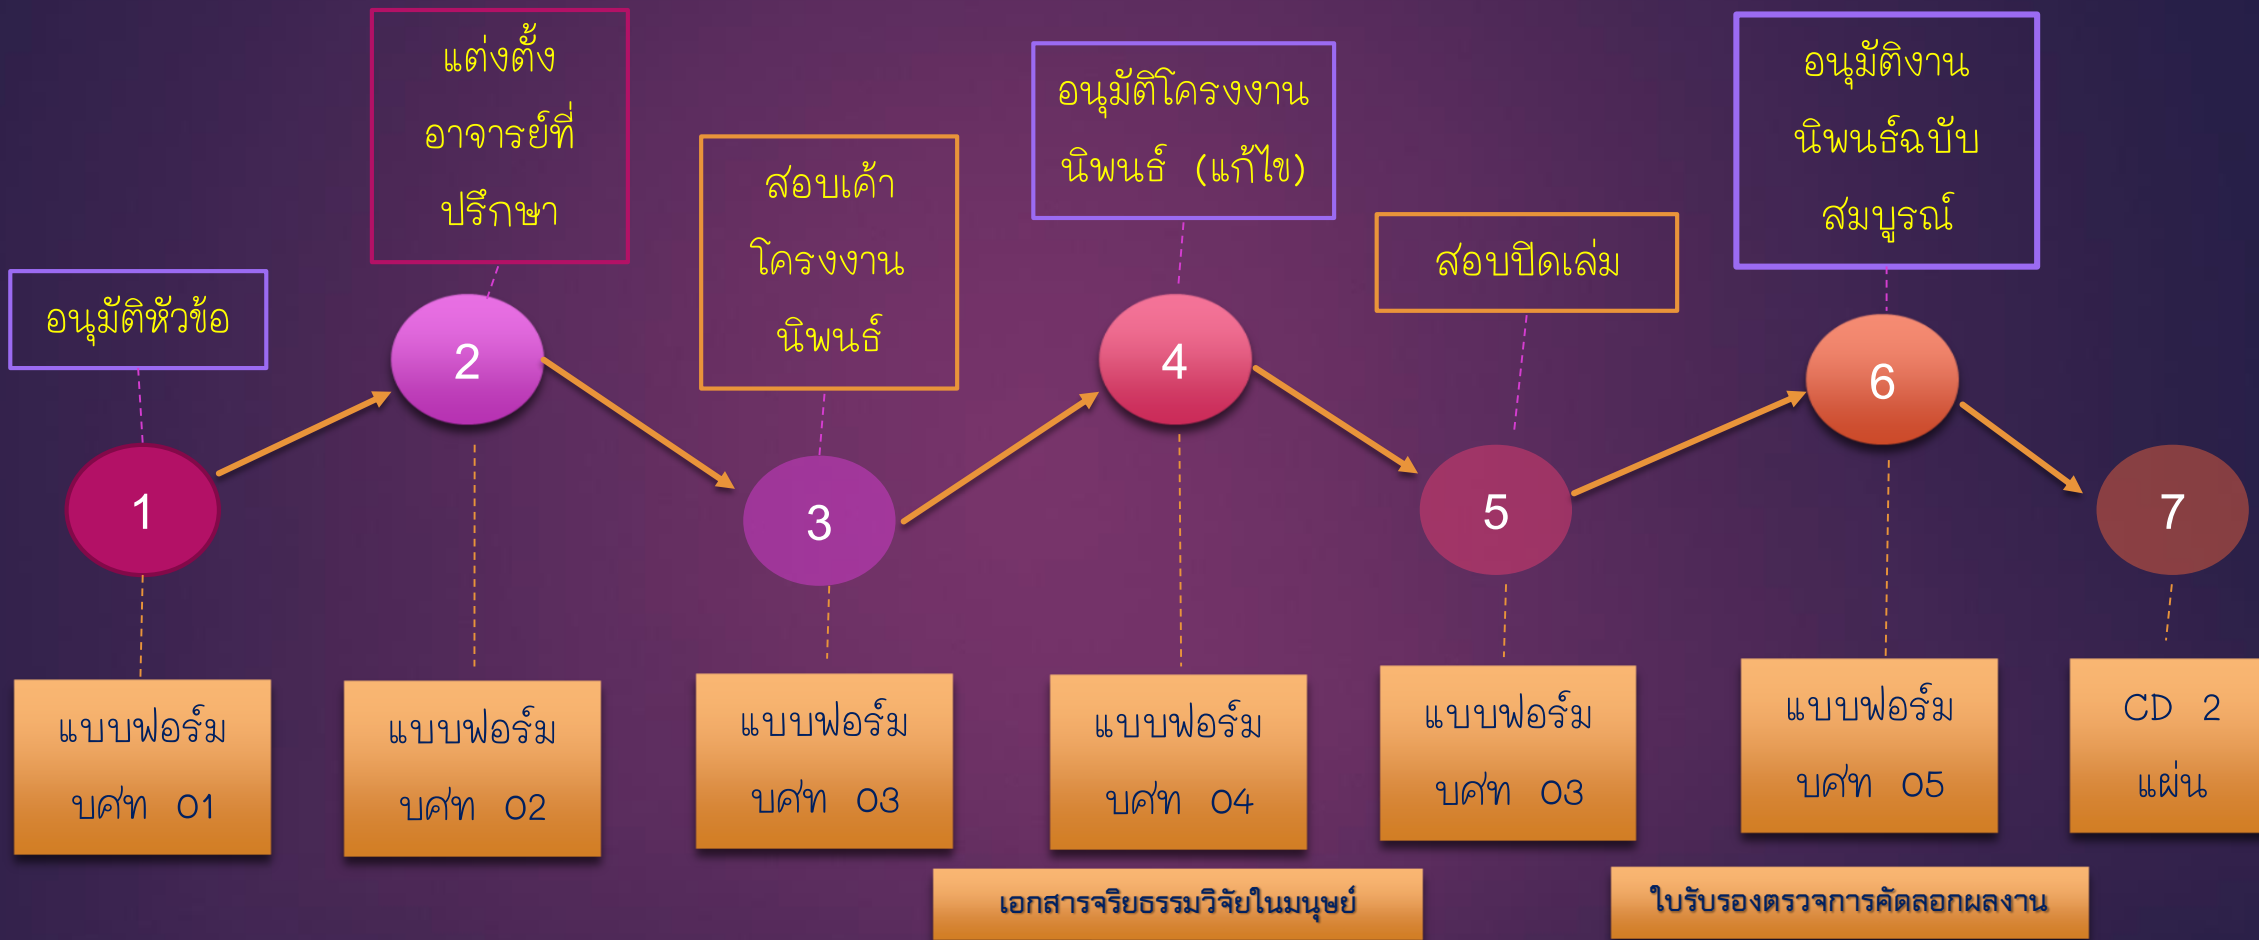 อนุมัติหัวข้อ
แต่งตั้ง
อาจารย์ที่
ปรึกษา
สอบเค้า
โครงงาน
นิพนธ์
อนุมัติโครงงาน
นิพนธ์ (แก้ไข)
สอบปิดเล่ม
อนุมัติงาน
นิพนธ์ฉบับ
สมบูรณ์
1
2
3
4
5
6
7
แบบฟอร์ม
บศท 01
แบบฟอร์ม
บศท 02
แบบฟอร์ม
บศท 03
แบบฟอร์ม
บศท 04
แบบฟอร์ม
บศท 03
แบบฟอร์ม
บศท 05
CD 2
แผ่น
เอกสารจริยธรรมวิจัยในมนุษย์
ใบรับรองตรวจการคัดลอกผลงาน